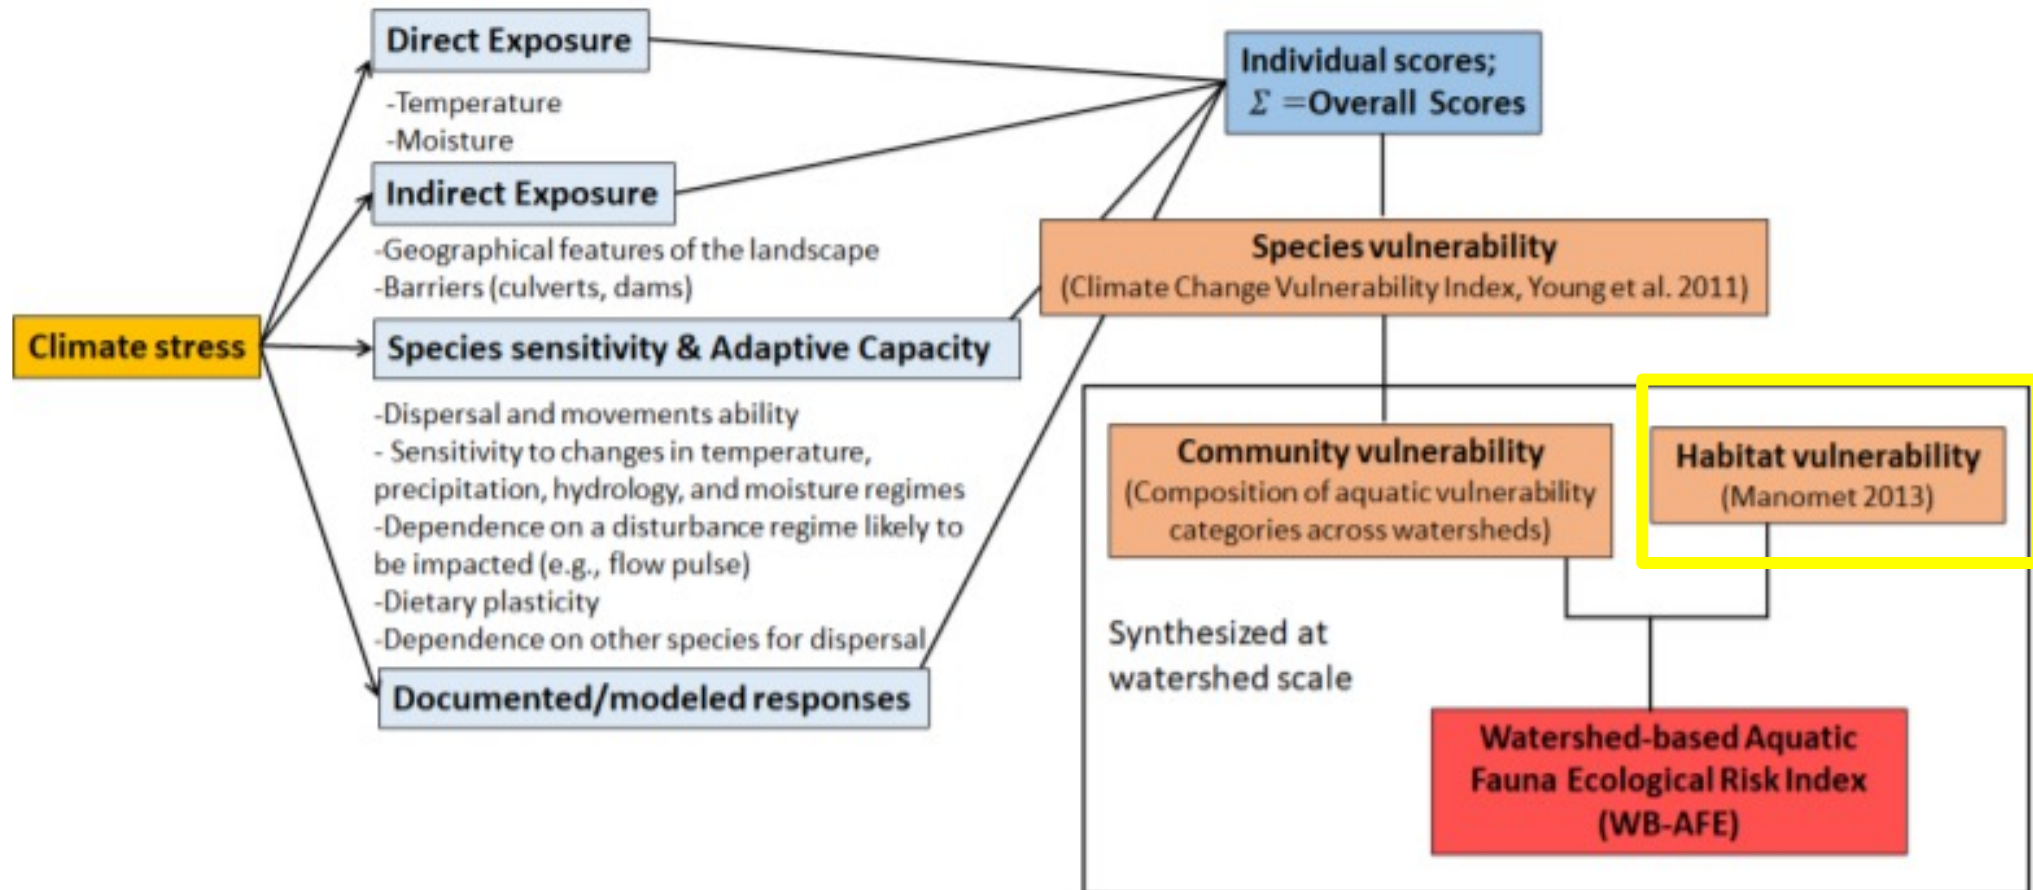 Direct Exposure
-Temperature
-Moisture
Indirect Exposure
-Geographical features of the landscape
-Barriers (culverts, dams)
Climate stress
Species sensitivity & Adaptive Capacity
-Dispersal and movements ability
- Sensitivity to changes in temperature,
precipitation, hydrology, and moisture regimes
-Dependence on a disturbance regime likely to
be impacted (e.g., flow pulse)
-Dietary plasticity
-Dependence on other species for dispersal
Documented/modeled responses
Individual scores;
Σ =Overall Scores
Species vulnerability
(Climate Change Vulnerability Index, Young et al. 2011)
Community vulnerability
(Composition of aquatic vulnerability
categories across watersheds)
Habitat vulnerability
(Manomet 2013)
Synthesized at
watershed scale
Watershed-based Aquatic
Fauna Ecological Risk Index
(WB-AFE)